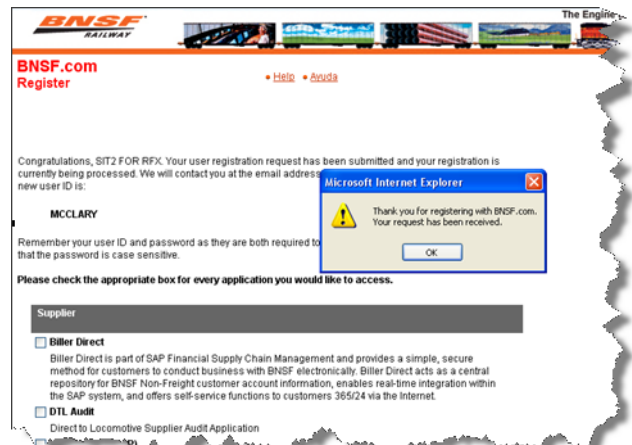 BNSF
RAILWAY
The Engine
BNSF.com
Register
• Help • Ayuda
Congratulations, SIT2 FOR RFX. Your user registration request has been submitted and your registration is
currently being processed. We will contact you at the email address
new user ID is:
MCCLARY
Remember your user ID and password as they are both required to
that the password is case sensitive.
Microsoft Internet Explorer
Thank you for registering with BNSF.com.
Your request has been received.
OK
Please check the appropriate box for every application you would like to access.
Supplier
Biller Direct
Biller Direct is part of SAP Financial Supply Chain Management and provides a simple, secure
method for customers to conduct business with BNSF electronically. Biller Direct acts as a central
repository for BNSF Non-Freight customer account information, enables real-time integration within
the SAP system, and offers self-service functions to customers 365/24 via the Internet.
DTL Audit
Direct to Locomotive Supplier Audit Application